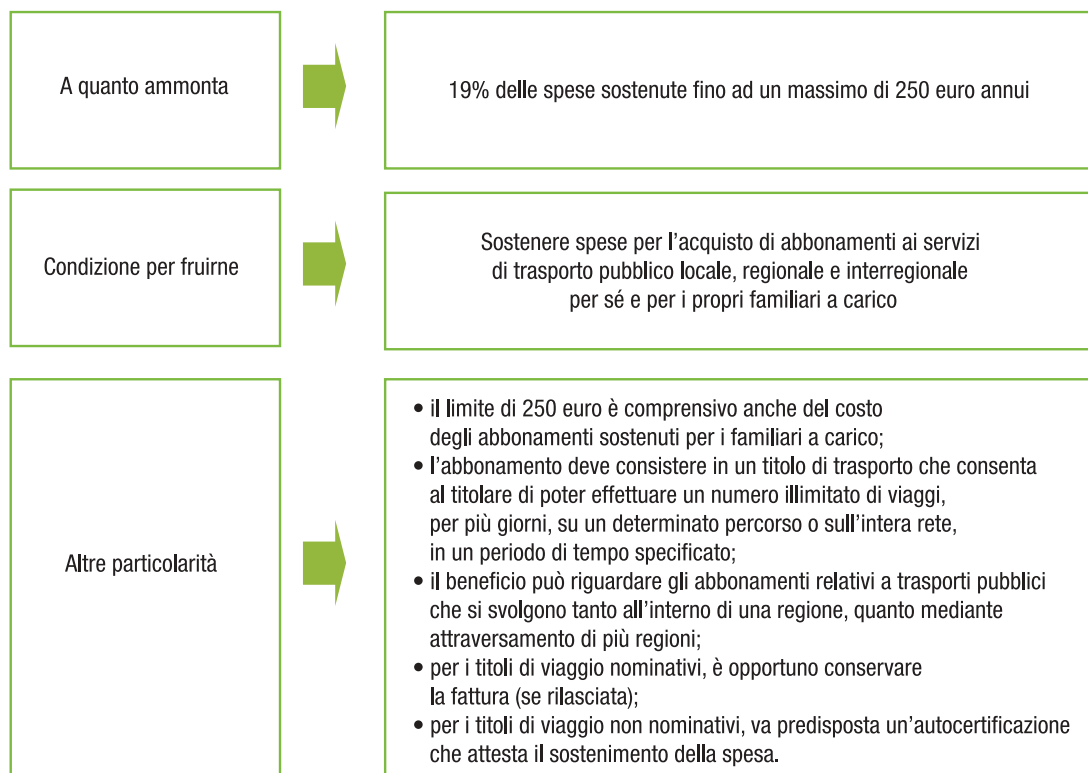 A quanto ammonta
19% delle spese sostenute fino ad un massimo di 250 euro annui
Condizione per fruirne
Sostenere spese per l’acquisto di abbonamenti ai servizi
di trasporto pubblico locale, regionale e interregionale
per sé e per i propri familiari a carico
Altre particolarità
• il limite di 250 euro è comprensivo anche del costo
degli abbonamenti sostenuti per i familiari a carico;
• l’abbonamento deve consistere in un titolo di trasporto che consenta
al titolare di poter effettuare un numero illimitato di viaggi,
per più giorni, su un determinato percorso o sull’intera rete,
in un periodo di tempo specificato;
• il beneficio può riguardare gli abbonamenti relativi a trasporti pubblici
che si svolgono tanto all’interno di una regione, quanto mediante
attraversamento di più regioni;
• per i titoli di viaggio nominativi, è opportuno conservare
la fattura (se rilasciata);
• per i titoli di viaggio non nominativi, va predisposta un’autocertificazione
che attesta il sostenimento della spesa.